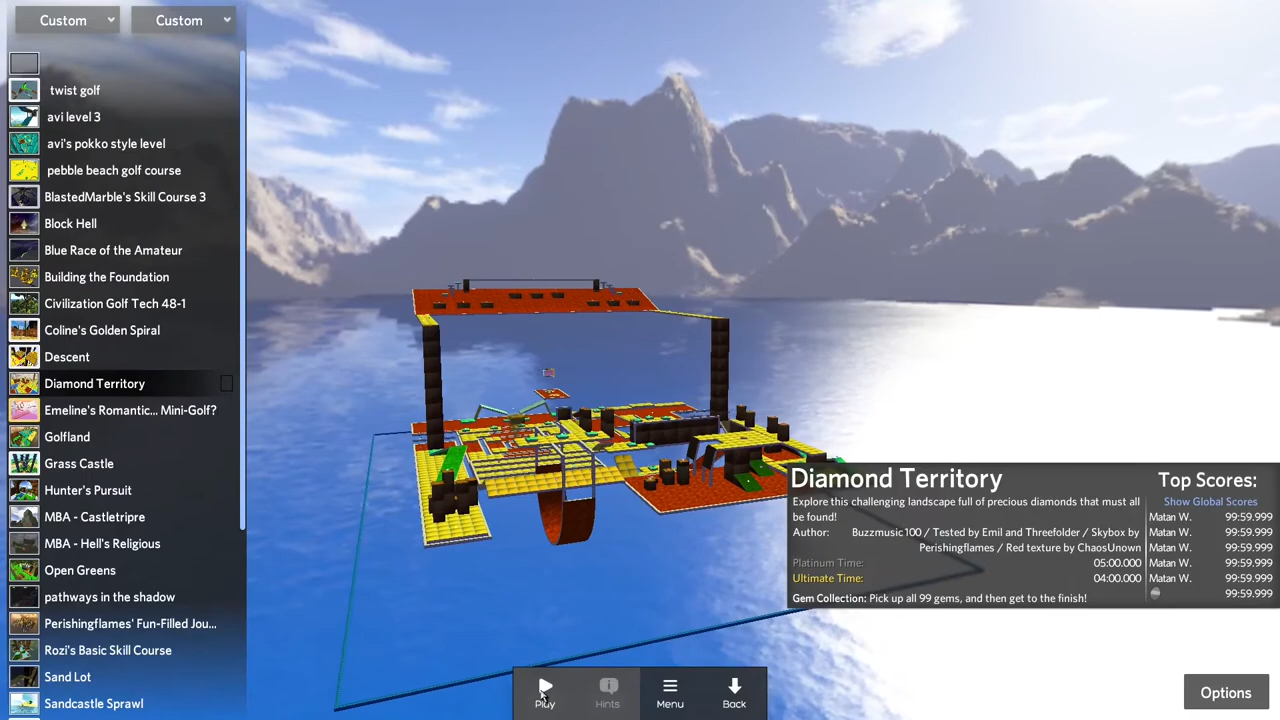 Custom
Custom
twist golf
avi level 3
avi's pokko style level
pebble beach golf course
BlastedMarble's Skill Course 3
Block Hell
Blue Race of the Amateur
Building the Foundation
Civilization Golf Tech 48-1
Coline's Golden Spiral
Descent
Diamond Territory
Emeline's Romantic... Mini-Golf?
Golfland
Grass Castle
Hunter's Pursuit
MBA - Castletripre
MBA - Hell's Religious
Open Greens
pathways in the shadow
Perishingflames' Fun-Filled Jou...
Rozi's Basic Skill Course
Sand Lot
Sandcastle Sprawl
Diamond Territory
Explore this challenging landscape full of precious diamonds that must all
be found!
Author: Buzzmusic100 / Tested by Emil and Threefolder / Skybox by
Perishingflames / Red texture by ChaosUnown
Platinum Time: 05:00.000
Ultimate Time: 04:00.000
Gem Collection: Pick up all 99 gems, and then get to the finish!
Top Scores:
Show Global Scores
Matan W. 99:59.999
Matan W. 99:59.999
Matan W. 99:59.999
Matan W. 99:59.999
Matan W. 99:59.999
99:59.999
Play
Hints
Menu
Back
Options